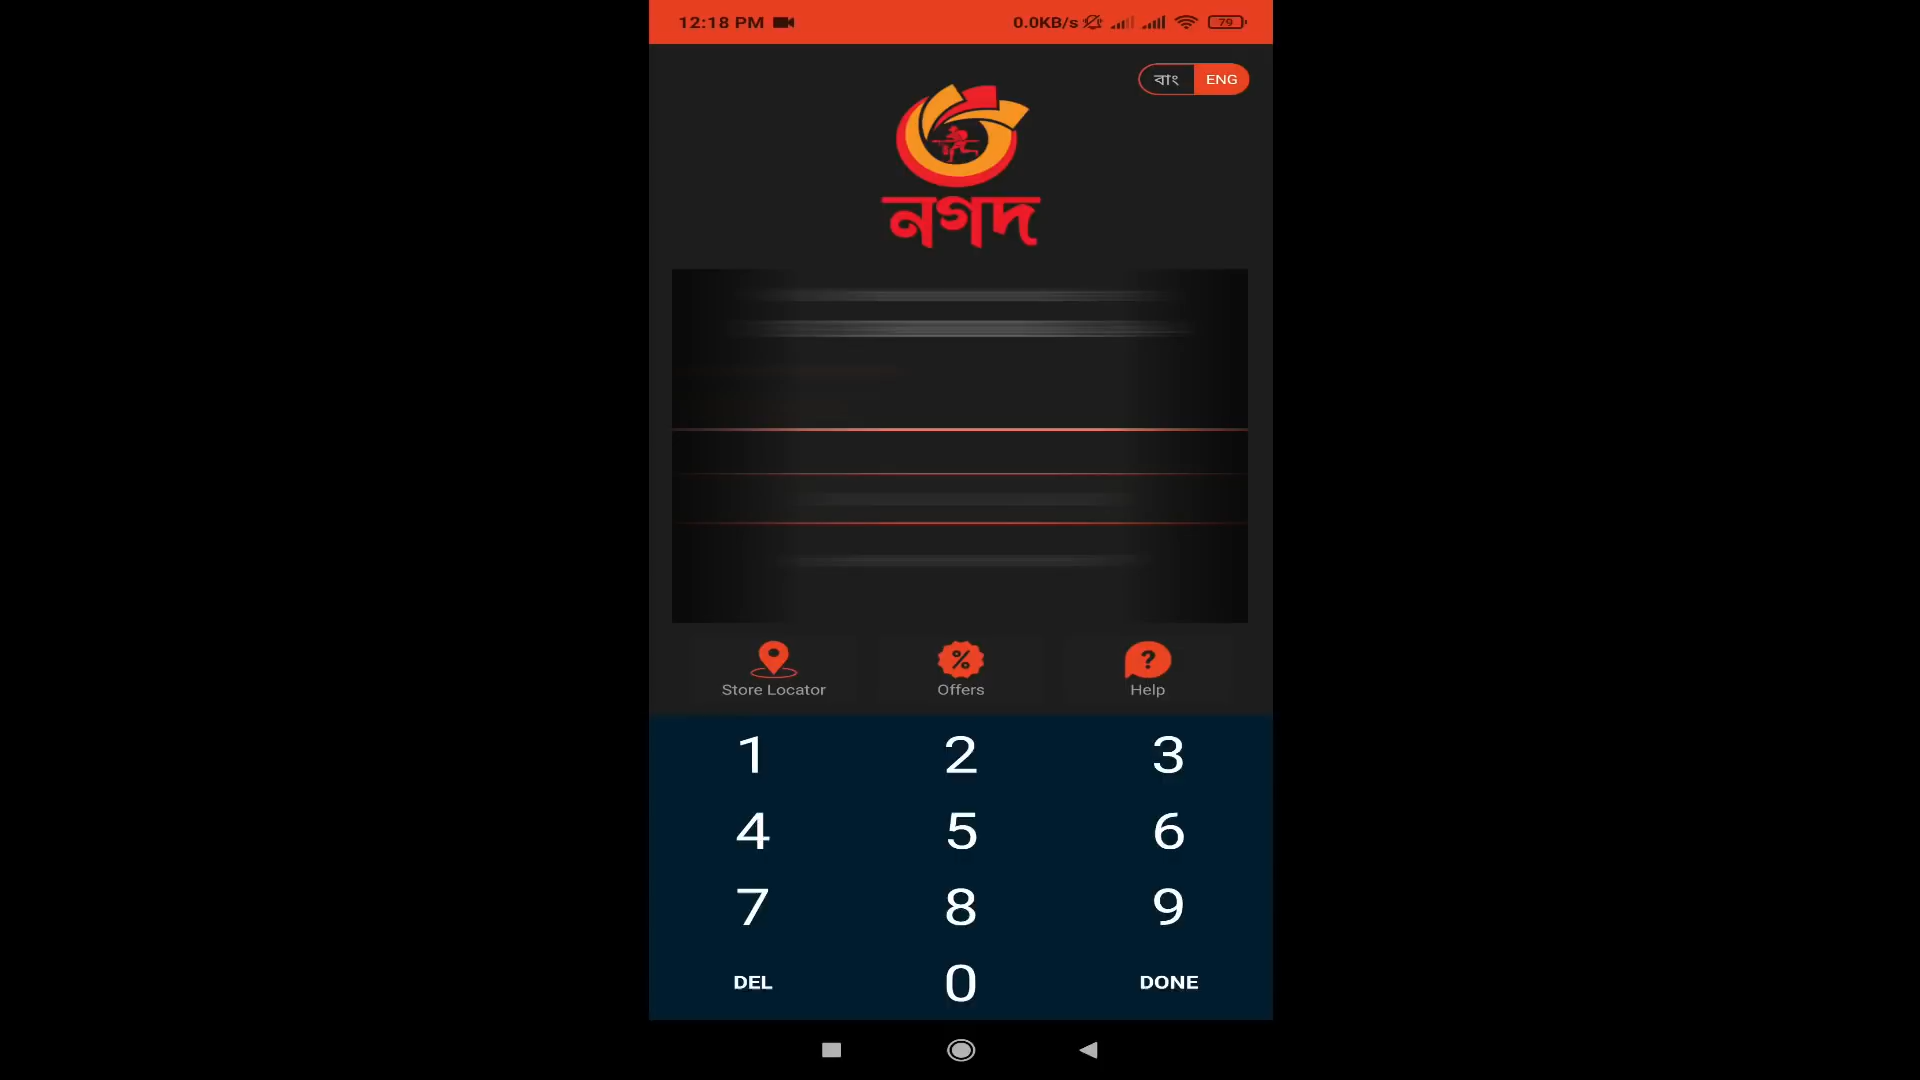 12:18 PM 0.0KB/s 79
বাং ENG
নগদ
Store Locator Offers Help
1 2 3
4 5 6
7 8 9
DEL 0 DONE